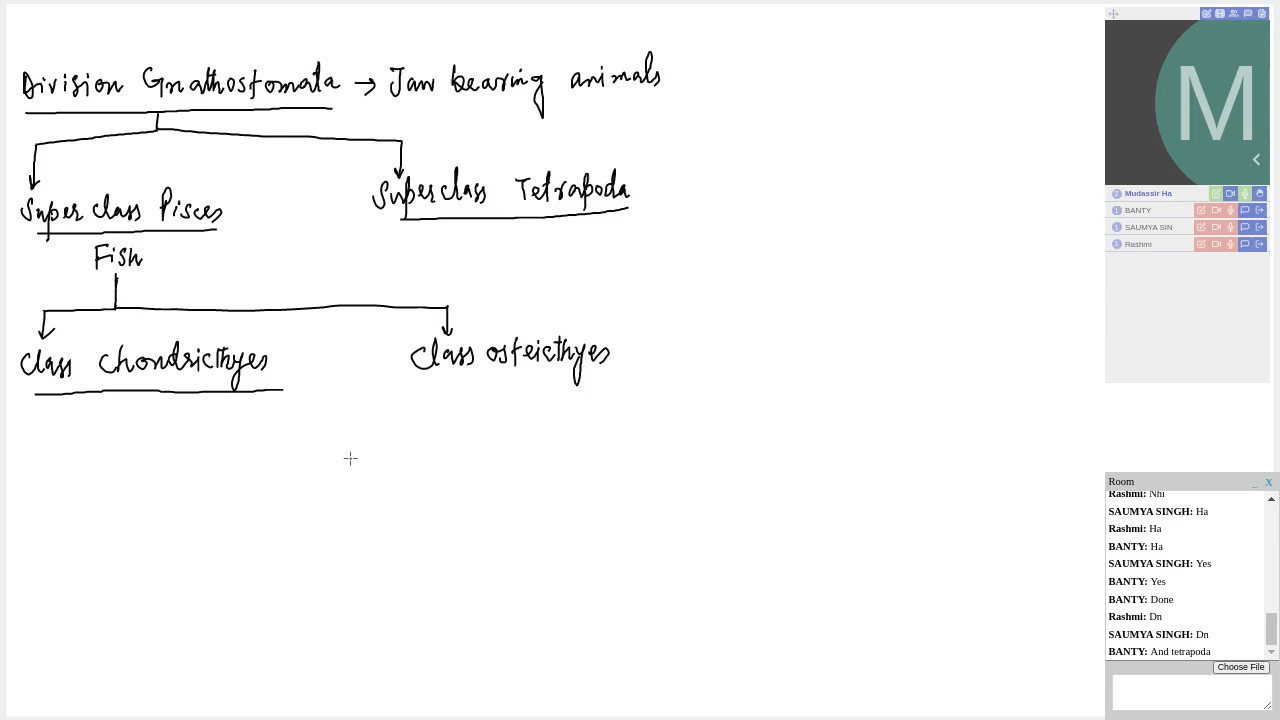 Division Gnathostomata → Jaw bearing animals
Superclass Pisces
Superclass Tetrapoda
Fish
Class Chondricthyes
Class osteicthyes
M
Mudassir Ha
BANTY
SAUMYA SIN
Rashmi
Room
_ X
Rashmi: Nhi
SAUMYA SINGH: Ha
Rashmi: Ha
BANTY: Ha
SAUMYA SINGH: Yes
BANTY: Yes
BANTY: Done
Rashmi: Dn
SAUMYA SINGH: Dn
BANTY: And tetrapoda
Choose File